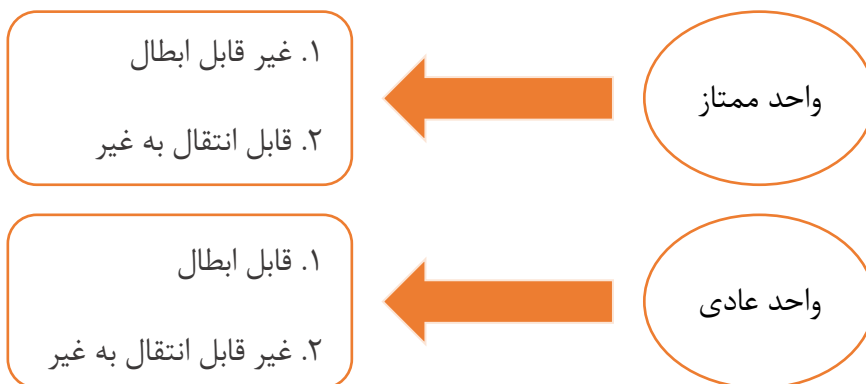 واحد ممتاز
۱. غیر قابل ابطال
۲. قابل انتقال به غیر
واحد عادی
۱. قابل ابطال
۲. غیر قابل انتقال به غیر